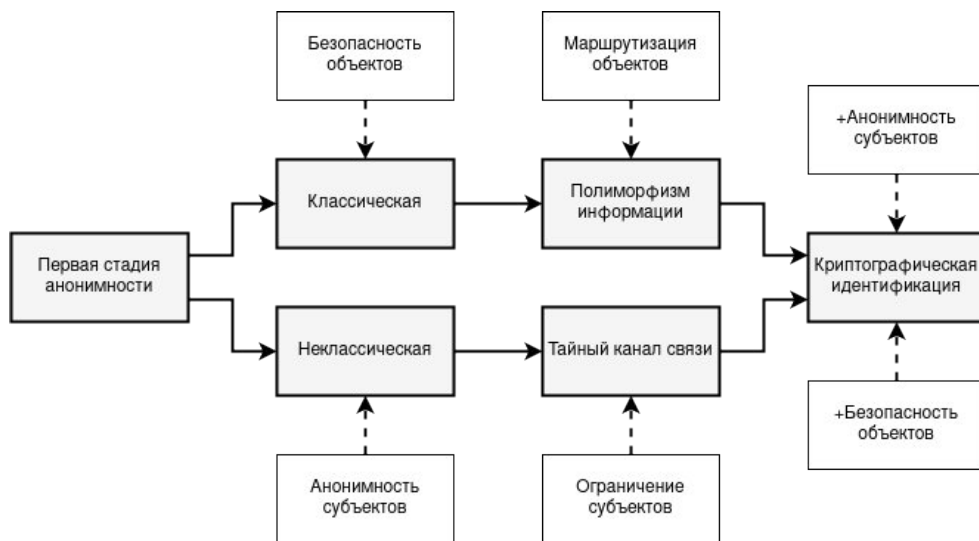 Безопасность
объектов
Маршрутизация
объектов
+Анонимность
субъектов
Классическая
Полиморфизм
информации
Первая стадия
анонимности
Криптографическая
идентификация
Неклассическая
Тайный канал связи
+Безопасность
объектов
Анонимность
субъектов
Ограничение
субъектов